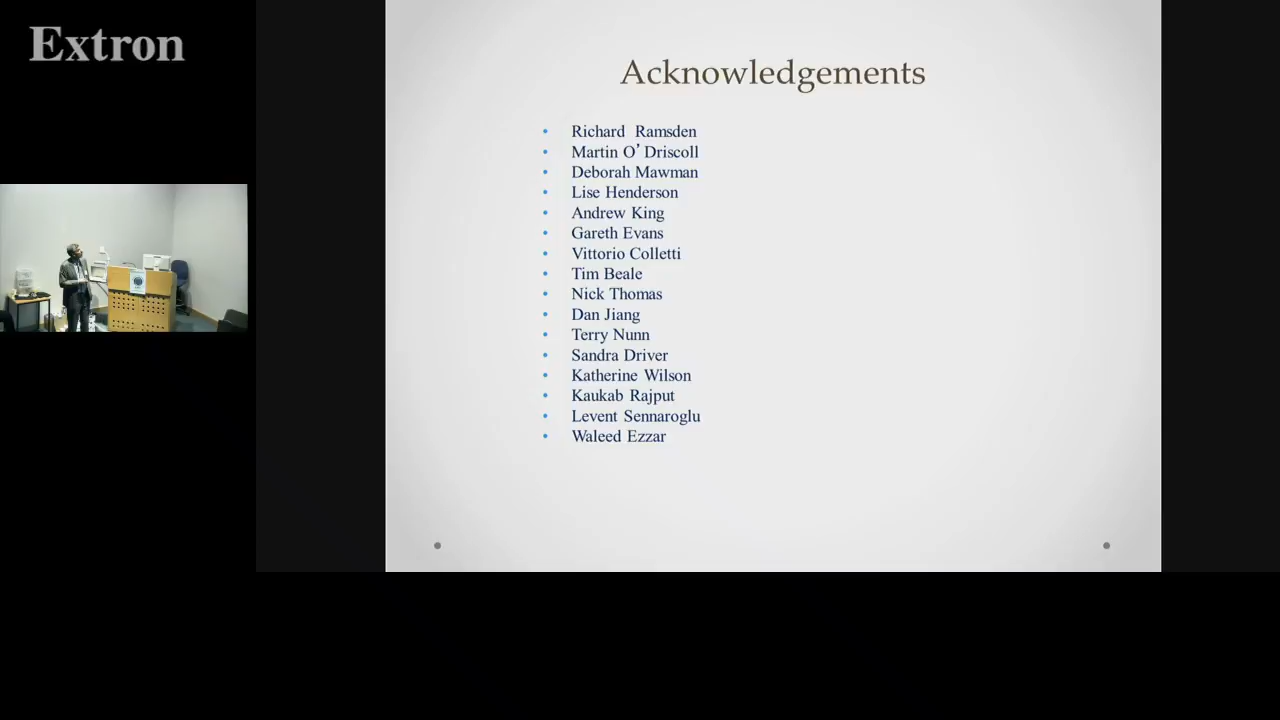 Extron
Acknowledgements
• Richard Ramsden
• Martin O’Driscoll
• Deborah Mawman
• Lise Henderson
• Andrew King
• Gareth Evans
• Vittorio Colletti
• Tim Beale
• Nick Thomas
• Dan Jiang
• Terry Nunn
• Sandra Driver
• Katherine Wilson
• Kaukab Rajput
• Levent Sennaroglu
• Waleed Ezzar